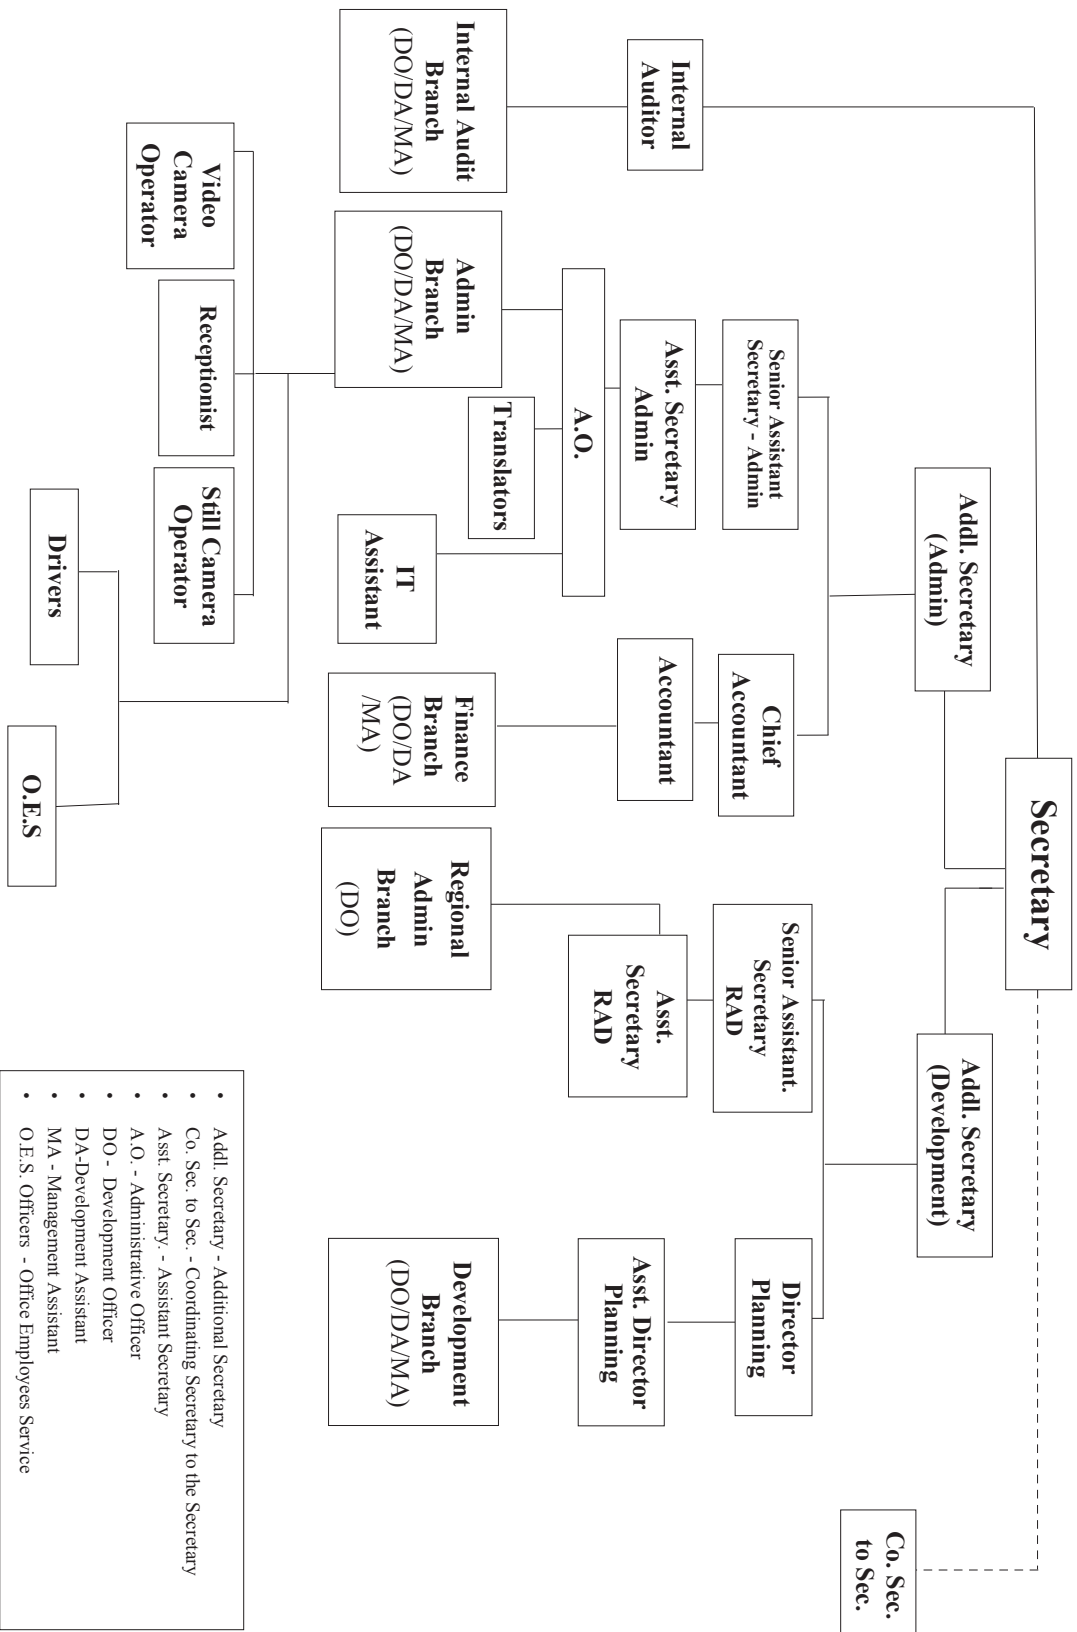 Secretary
Addl. Secretary
(Admin)
Addl. Secretary
(Development)
Co. Sec.
to Sec.
Internal
Auditor
Senior Assistant
Secretary - Admin
Chief
Accountant
Senior Assistant.
Secretary
RAD
Director
Planning
Asst. Secretary
Admin
Accountant
Asst.
Secretary
RAD
Asst. Director
Planning
A.O.
Translators
IT
Assistant
Internal Audit
Branch
(DO/DA/MA)
Admin
Branch
(DO/DA/MA)
Finance
Branch
(DO/DA
/MA)
Regional
Admin
Branch
(DO)
Development
Branch
(DO/DA/MA)
Video
Camera
Operator
Receptionist
Still Camera
Operator
Drivers
O.E.S
• Addl. Secretary - Additional Secretary
• Co. Sec. to Sec. - Coordinating Secretary to the Secretary
• Asst. Secretary. - Assistant Secretary
• A.O. - Administrative Officer
• DO - Development Officer
• DA-Development Assistant
• MA - Management Assistant
• O.E.S. Officers - Office Employees Service